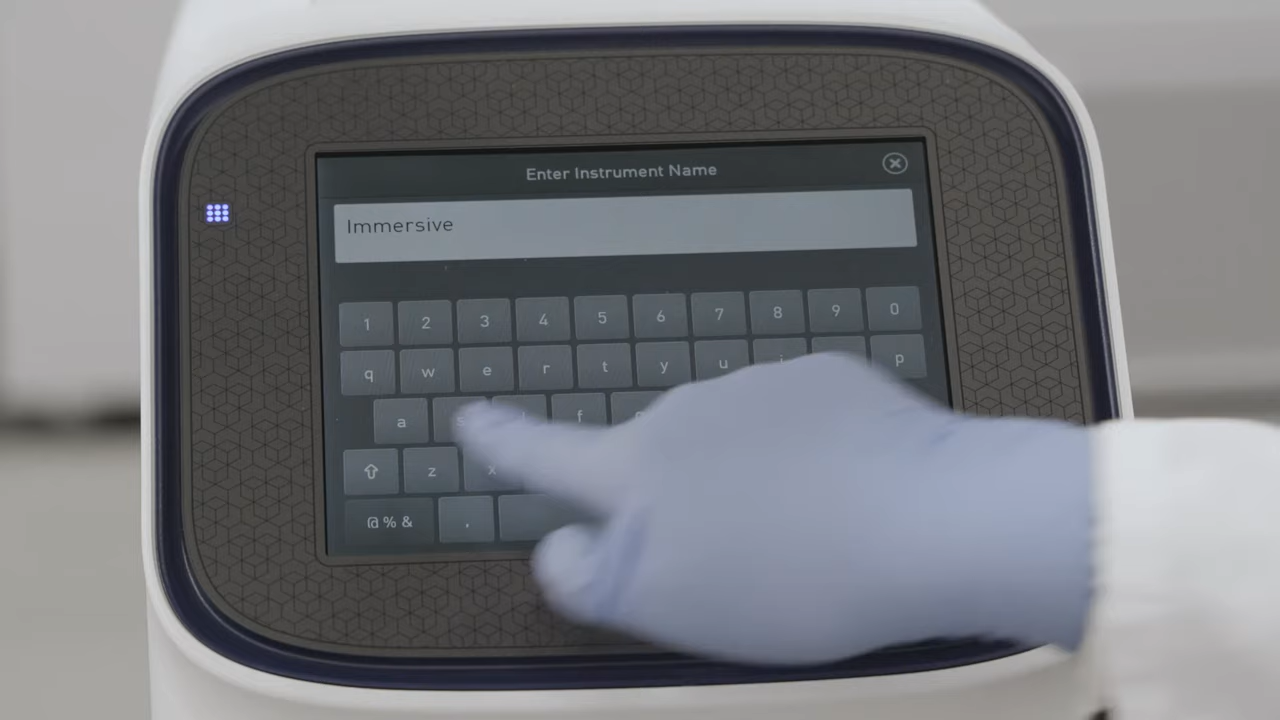 Enter Instrument Name
Immersive
1 2 3 4 5 6 7 8 9 0
q w e r t y u p
a f
z x
@%& .